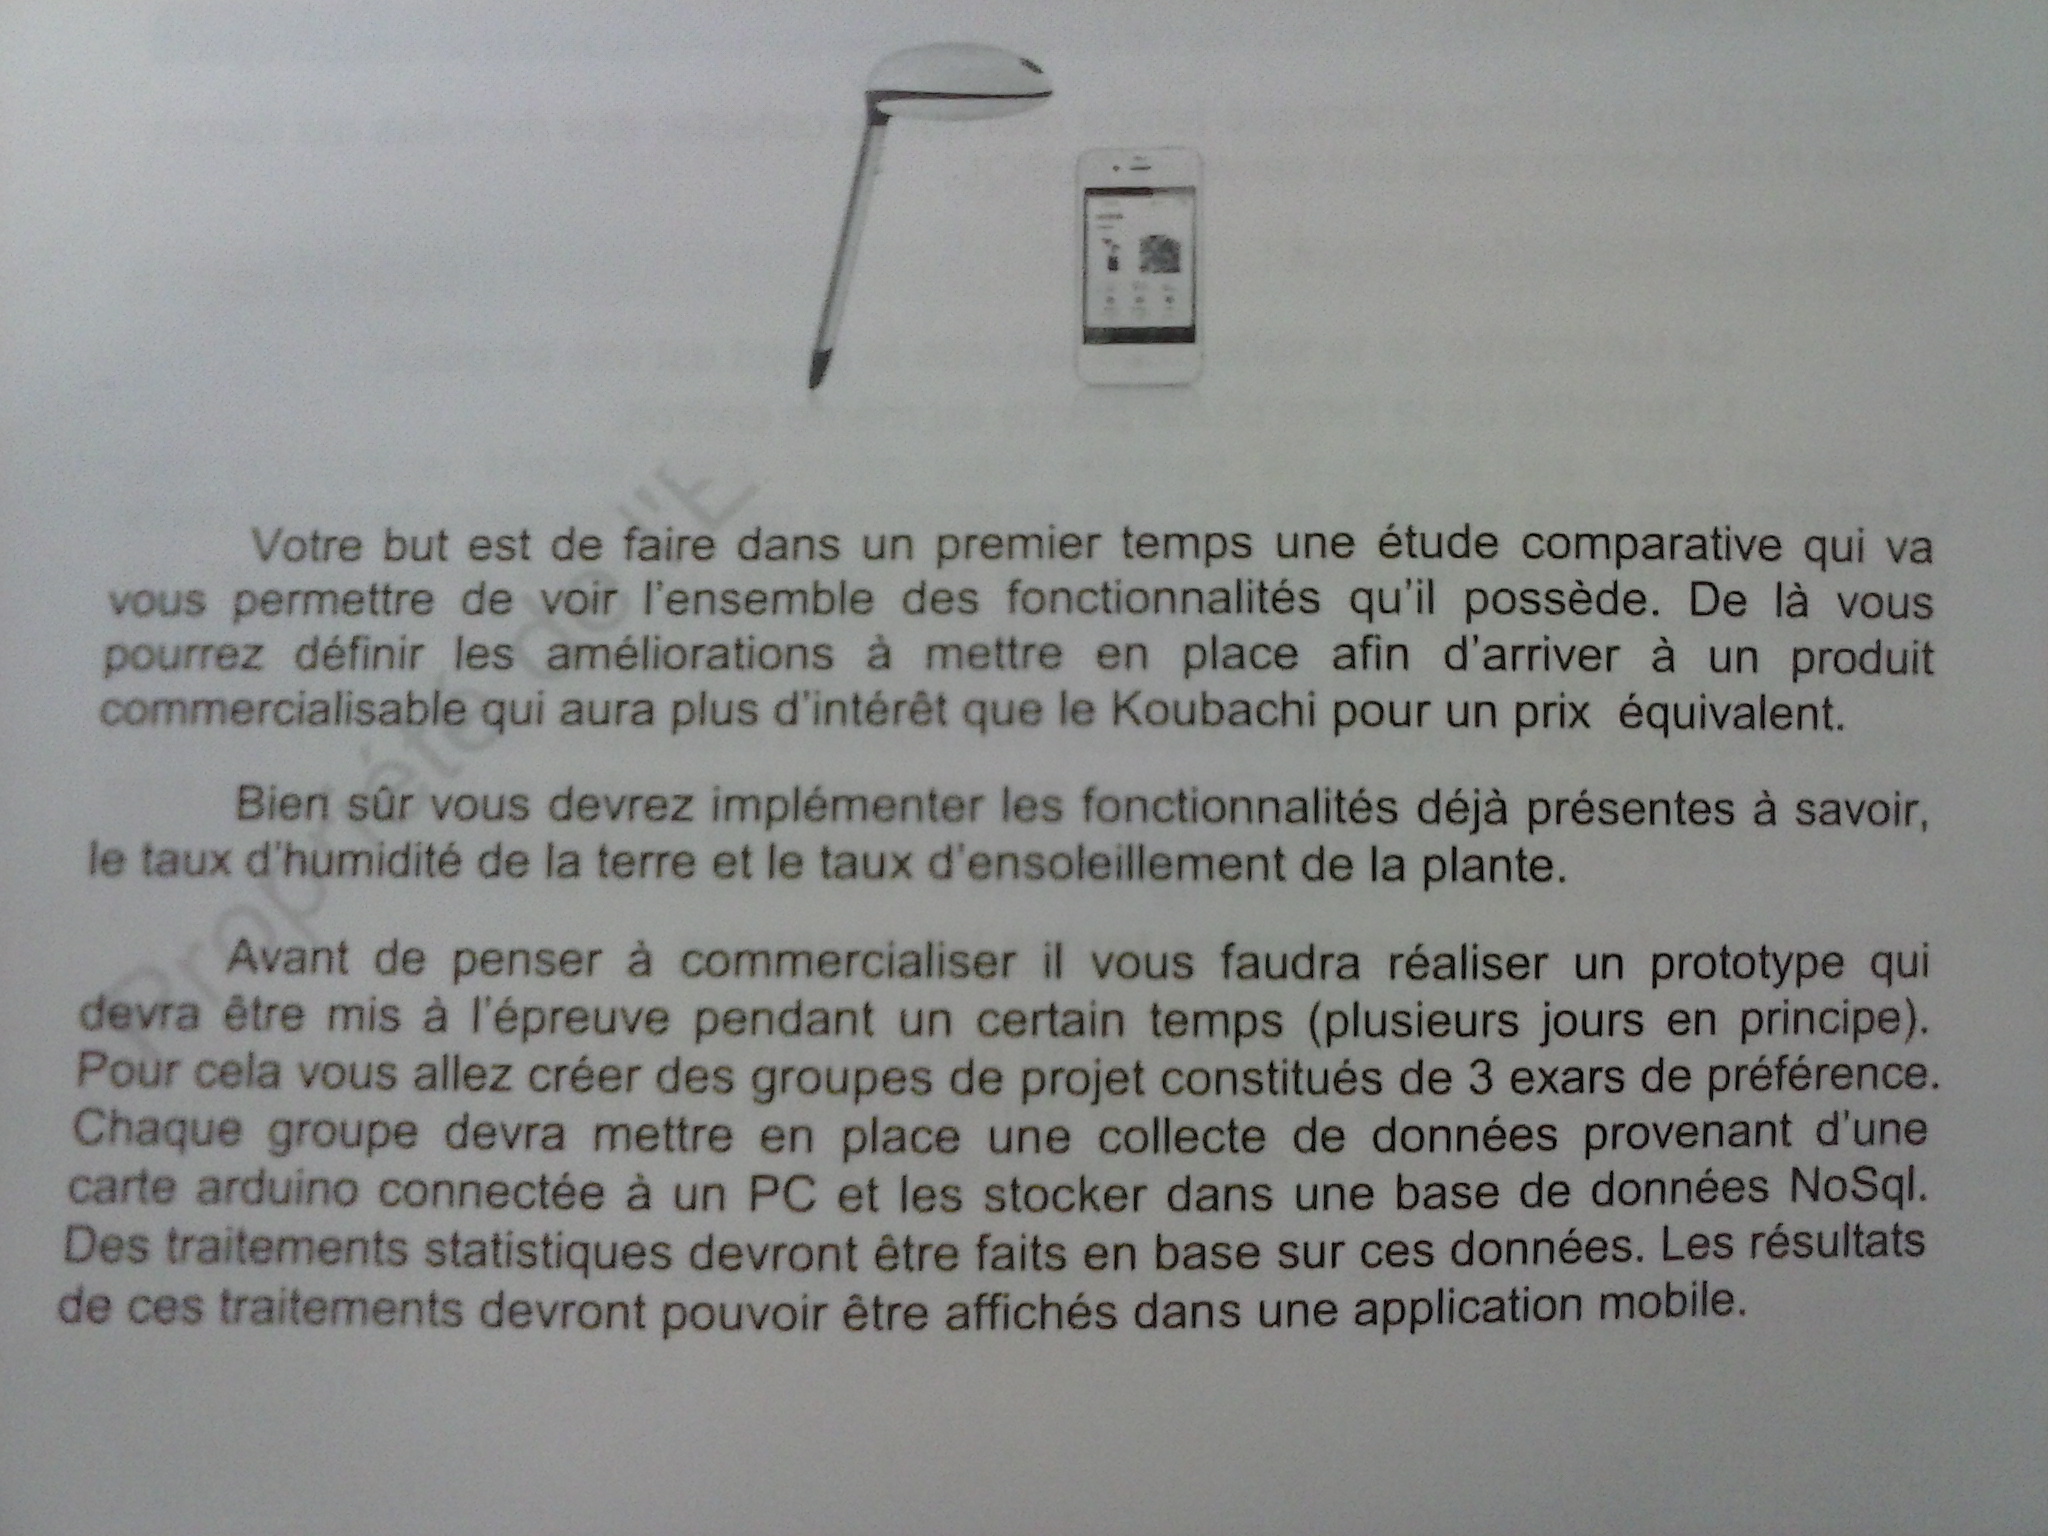 Votre but est de faire dans un premier temps une étude comparative qui va
vous permettre de voir l'ensemble des fonctionnalités qu'il possède. De là vous
pourrez définir les améliorations à mettre en place afin d'arriver à un produit
commercialisable qui aura plus d'intérêt que le Koubachi pour un prix équivalent.
Bien sûr vous devrez implémenter les fonctionnalités déjà présentes à savoir,
le taux d'humidité de la terre et le taux d'ensoleillement de la plante.
Avant de penser à commercialiser il vous faudra réaliser un prototype qui
devra être mis à l'épreuve pendant un certain temps (plusieurs jours en principe).
Pour cela vous allez créer des groupes de projet constitués de 3 exars de préférence.
Chaque groupe devra mettre en place une collecte de données provenant d'une
carte arduino connectée à un PC et les stocker dans une base de données NoSql.
Des traitements statistiques devront être faits en base sur ces données. Les résultats
de ces traitements devront pouvoir être affichés dans une application mobile.
Propriété de l'E